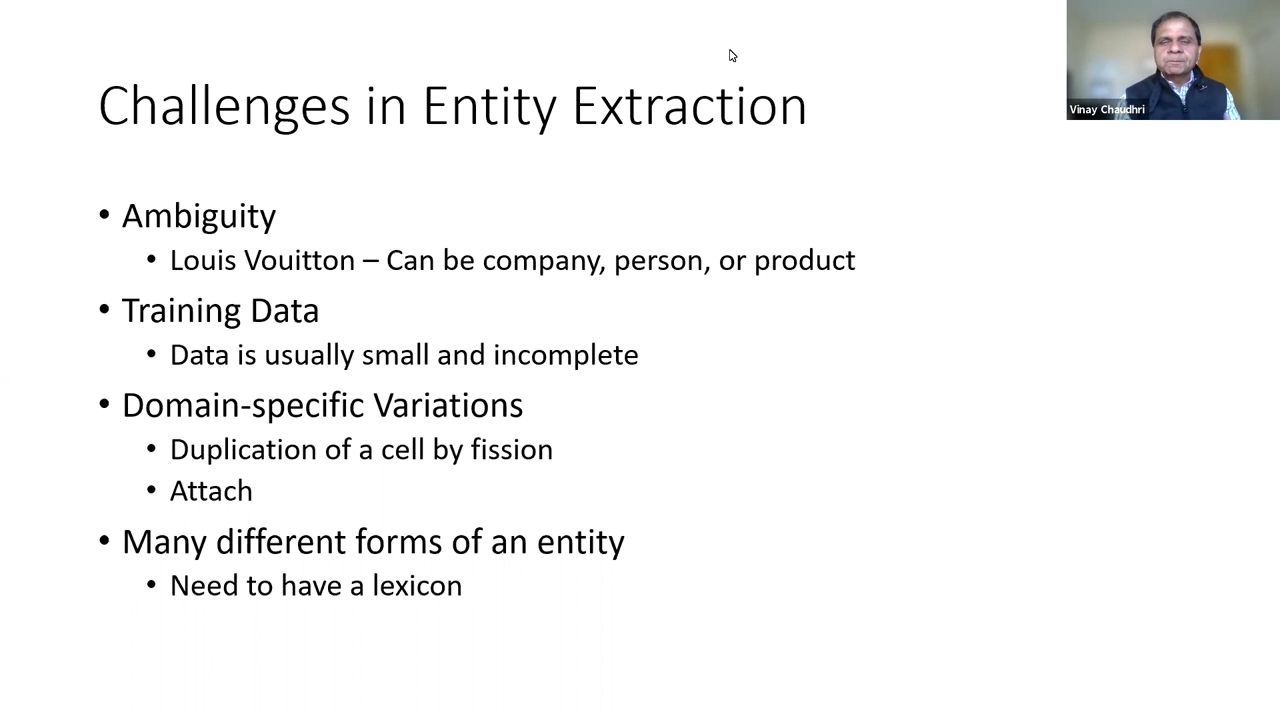 Challenges in Entity Extraction
Vinay Chaudhri
• Ambiguity
• Louis Vouitton – Can be company, person, or product
• Training Data
• Data is usually small and incomplete
• Domain-specific Variations
• Duplication of a cell by fission
• Attach
• Many different forms of an entity
• Need to have a lexicon